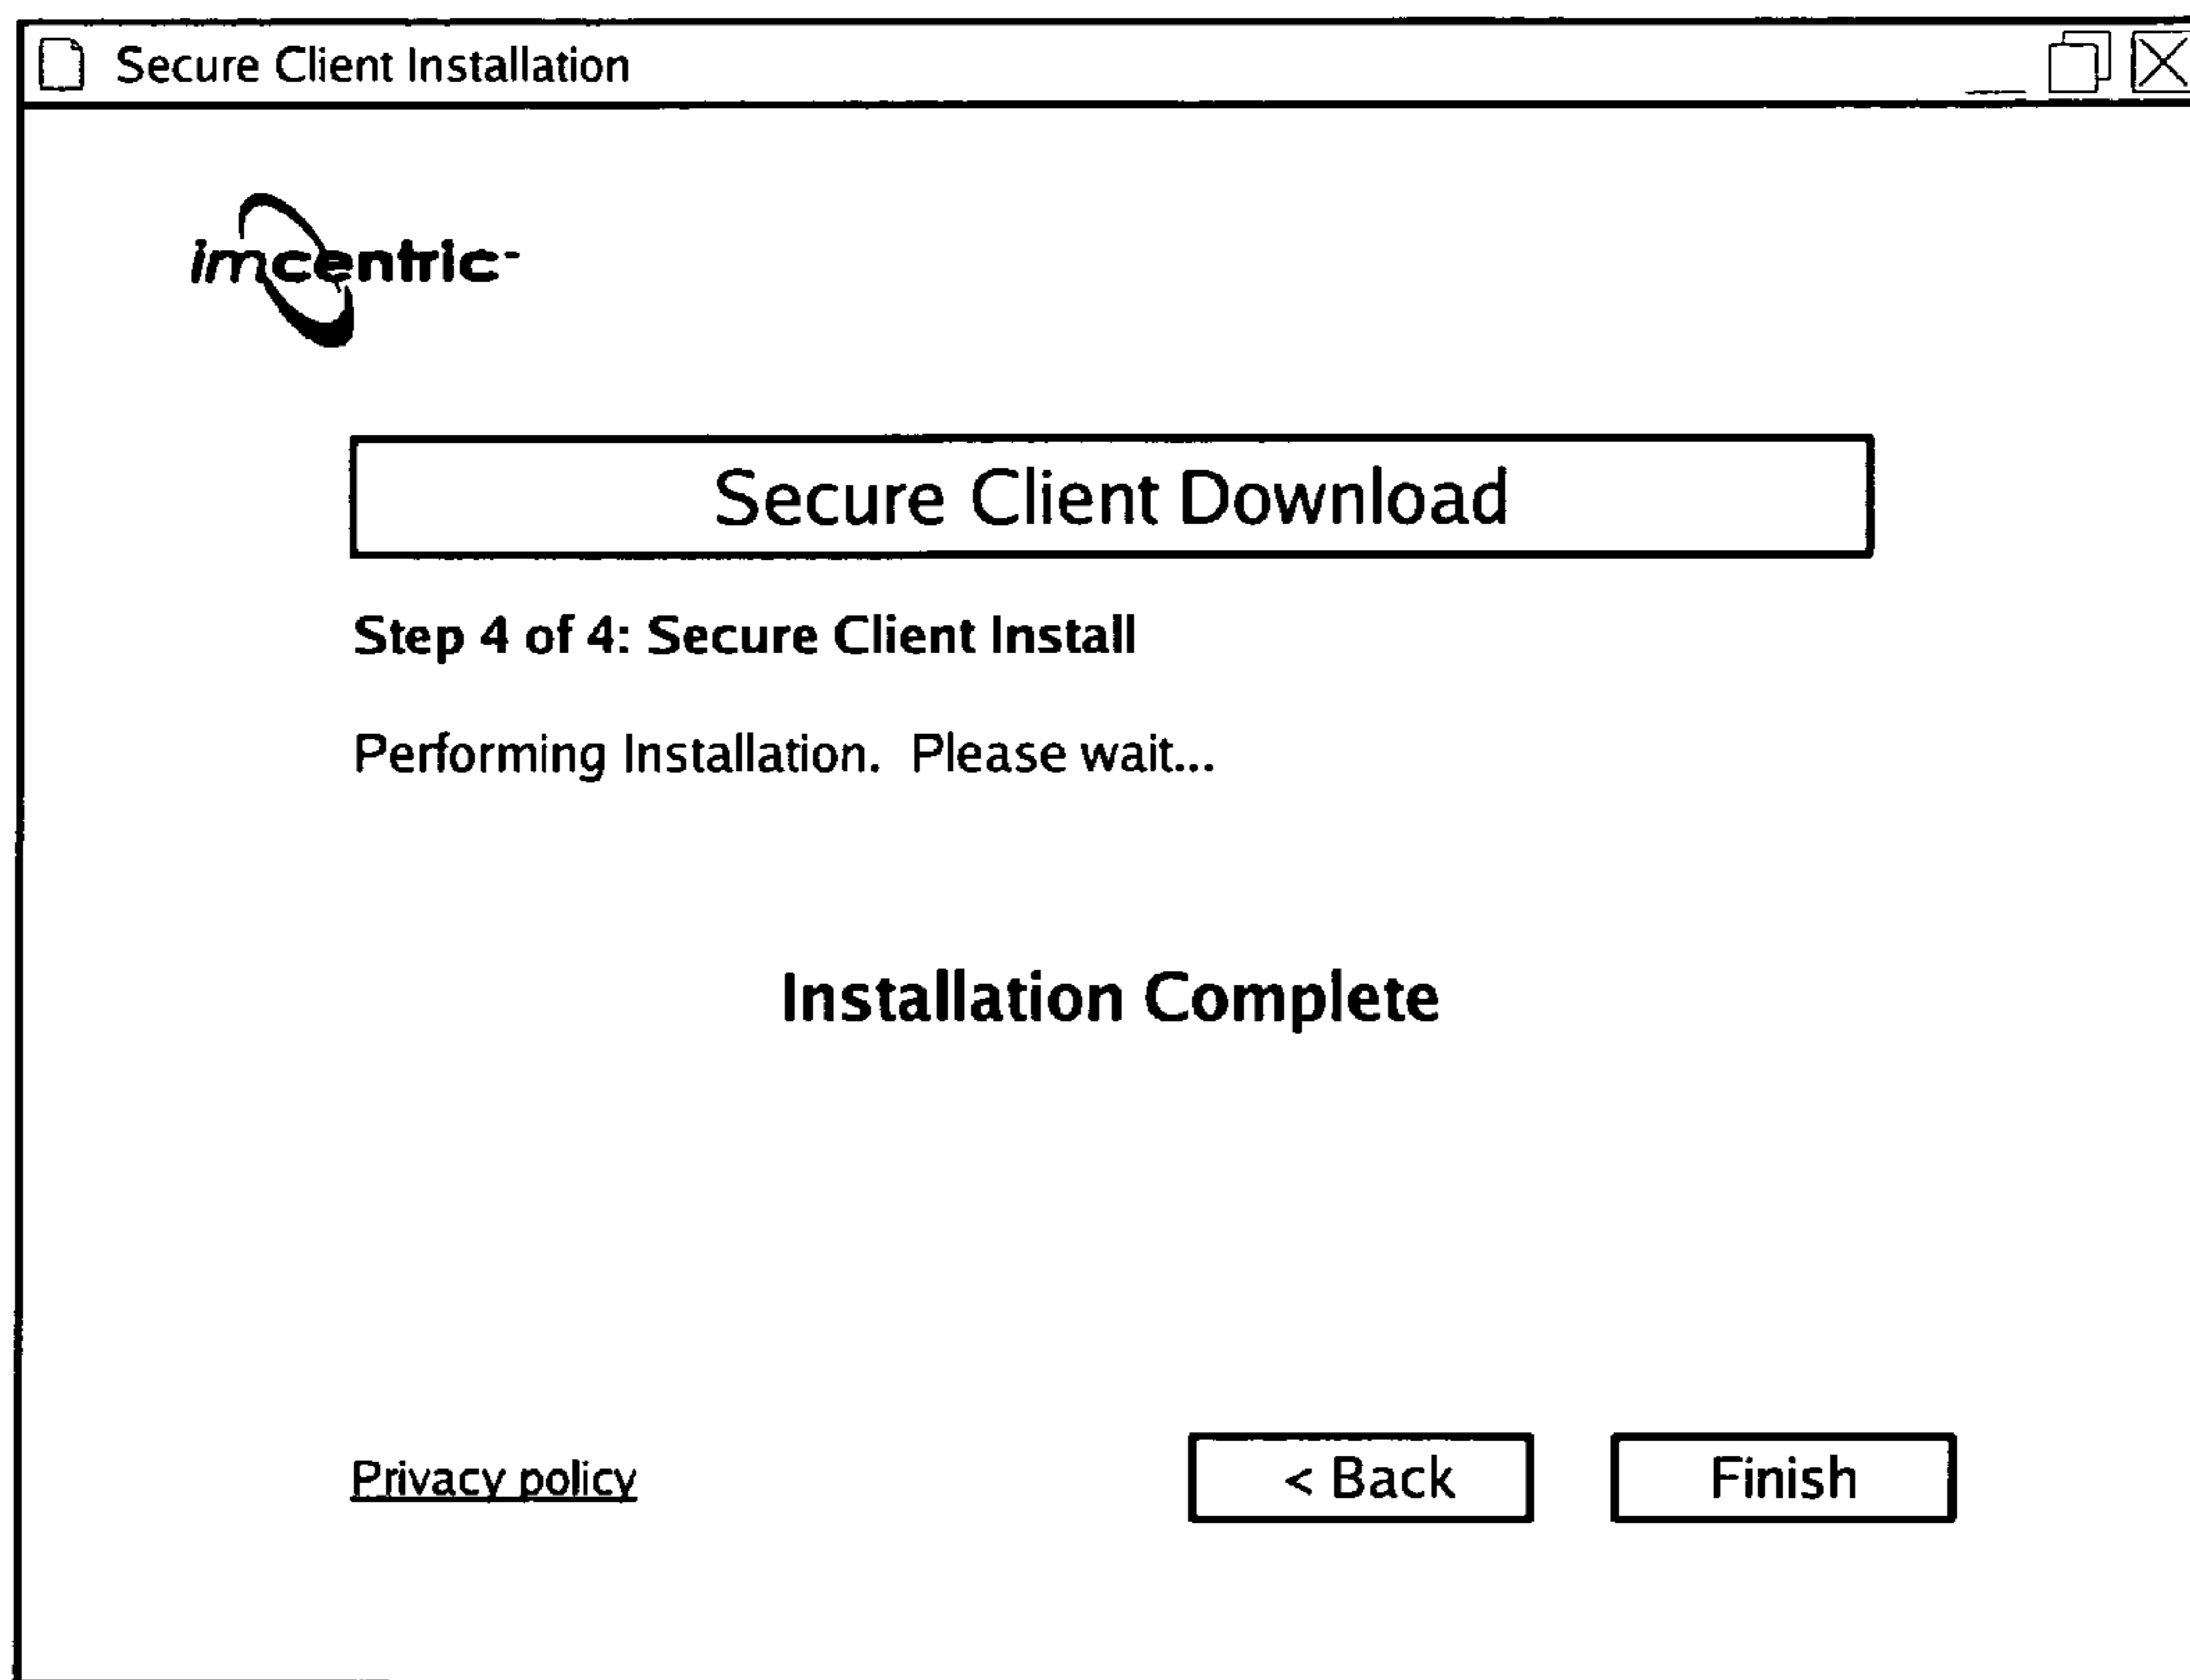 Secure Client Installation
imcentric
Secure Client Download
Step 4 of 4: Secure Client Install
Performing Installation. Please wait...
Installation Complete
Privacy policy
< Back
Finish